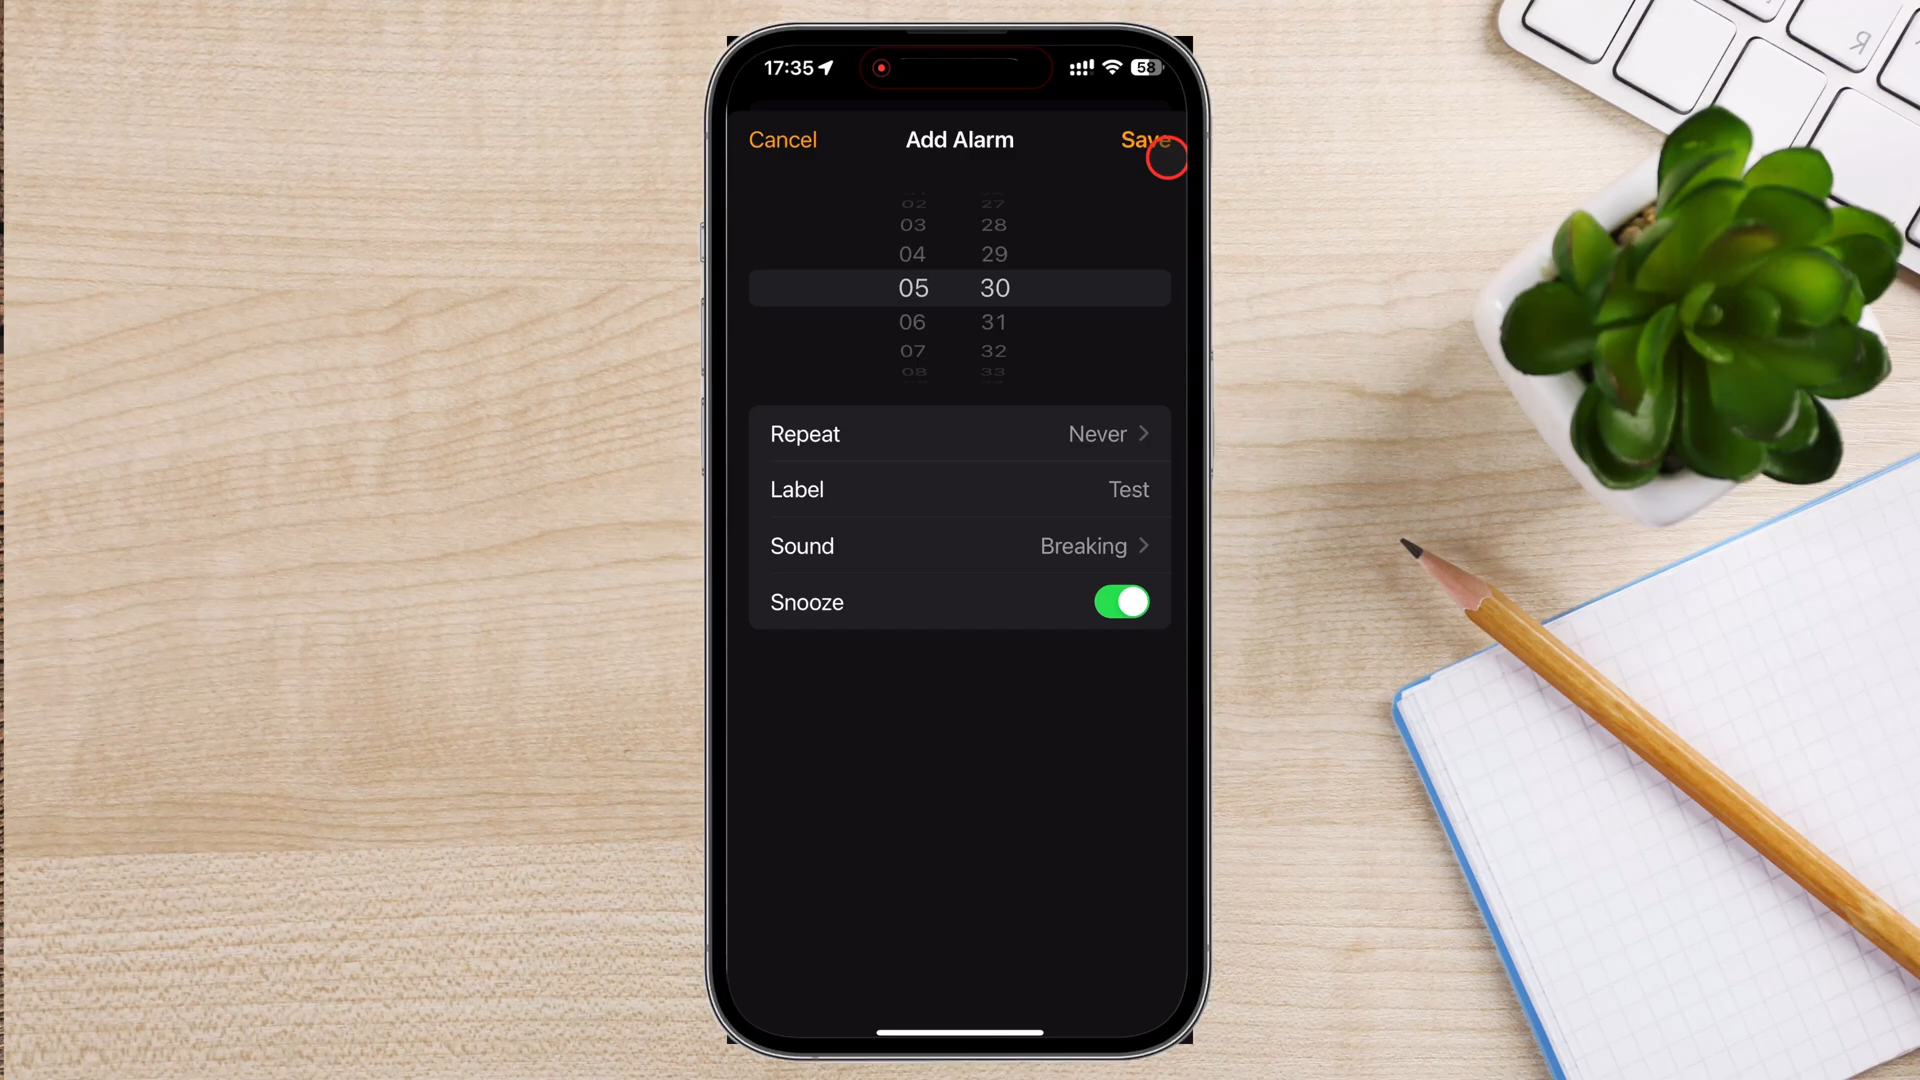 17:35
58
Cancel
Add Alarm
Save
02 27
03 28
04 29
05 30
06 31
07 32
08 33
Repeat
Never
Label
Test
Sound
Breaking
Snooze
R